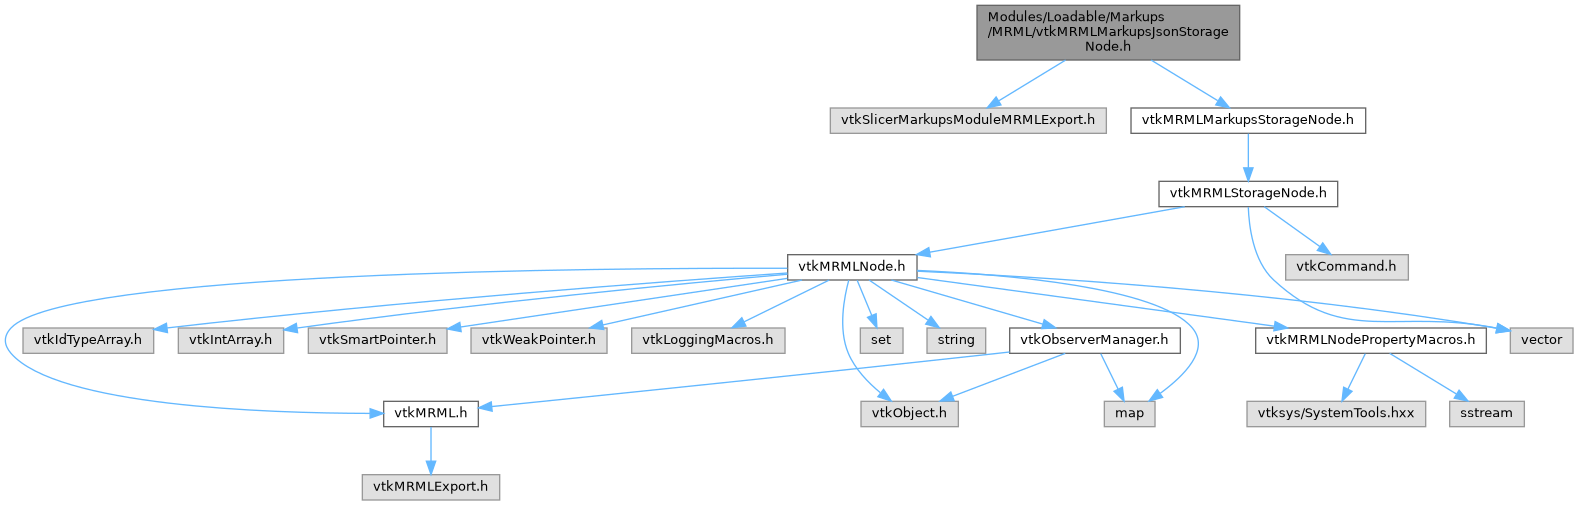 Modules/Loadable/Markups
/MRML/vtkMRMLMarkupsJsonStorage
Node.h
vtkSlicerMarkupsModuleMRMLExport.h
vtkMRMLMarkupsStorageNode.h
vtkMRMLStorageNode.h
vtkMRMLNode.h
vtkCommand.h
vtkIdTypeArray.h
vtkIntArray.h
vtkSmartPointer.h
vtkWeakPointer.h
vtkLoggingMacros.h
set
string
vtkObserverManager.h
vtkMRMLNodePropertyMacros.h
vector
vtkMRML.h
vtkObject.h
map
vtksys/SystemTools.hxx
sstream
vtkMRMLExport.h